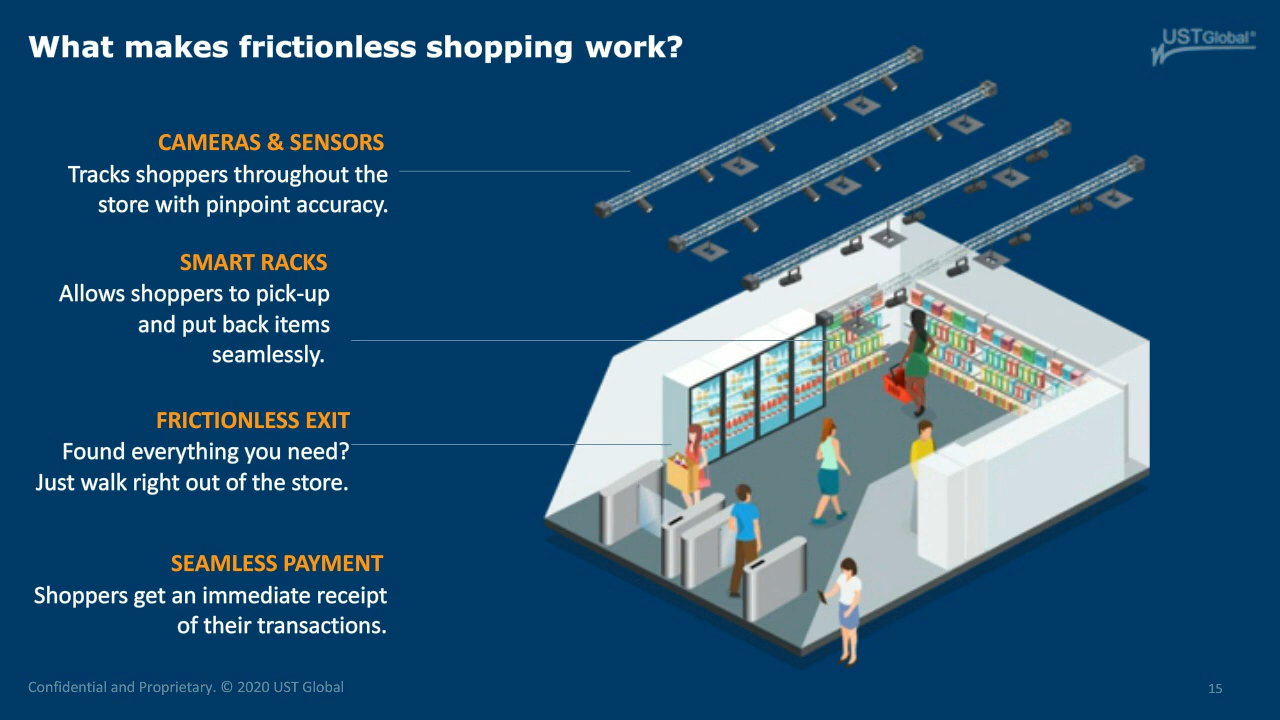 What makes frictionless shopping work?
USTGlobal®
CAMERAS & SENSORS
Tracks shoppers throughout the
store with pinpoint accuracy.
SMART RACKS
Allows shoppers to pick-up
and put back items
seamlessly.
FRICTIONLESS EXIT
Found everything you need?
Just walk right out of the store.
SEAMLESS PAYMENT
Shoppers get an immediate receipt
of their transactions.
Confidential and Proprietary. © 2020 UST Global
15